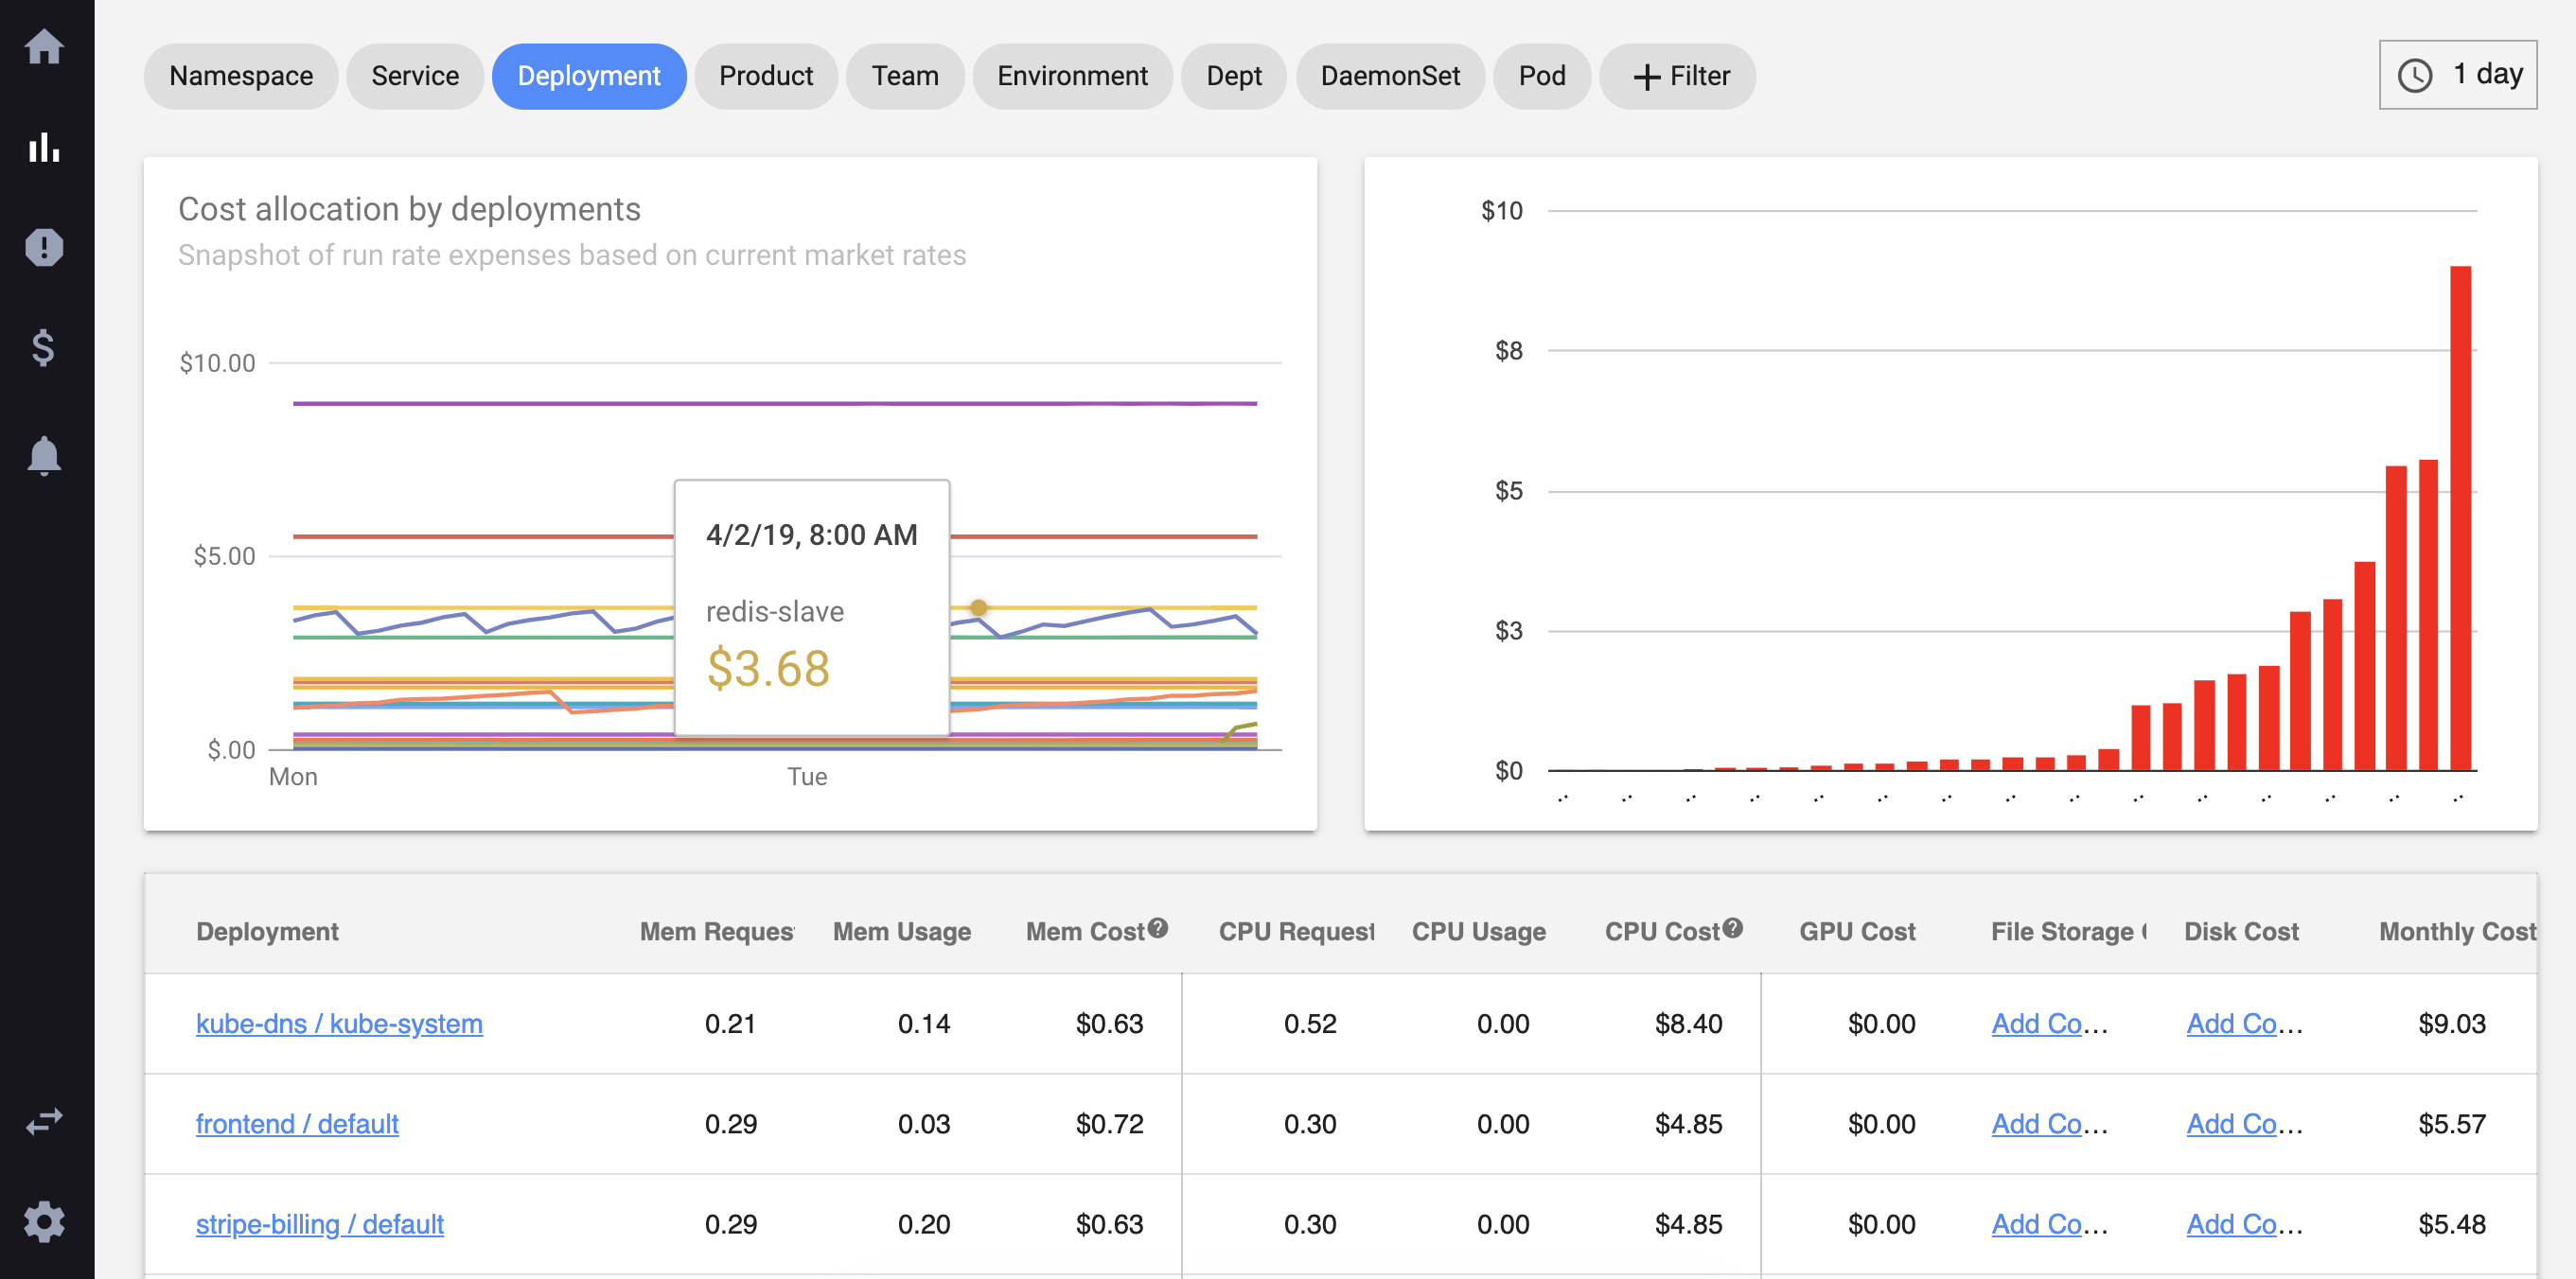 Namespace Service Deployment Product Team Environment Dept DaemonSet Pod + Filter 1 day
Cost allocation by deployments
Snapshot of run rate expenses based on current market rates
$10.00
$5.00
$.00
Mon Tue
4/2/19, 8:00 AM
redis-slave
$3.68
$10
$8
$5
$3
$0
Deployment Mem Reques Mem Usage Mem Cost CPU Request CPU Usage CPU Cost GPU Cost File Storage Disk Cost Monthly Cost
kube-dns / kube-system 0.21 0.14 $0.63 0.52 0.00 $8.40 $0.00 Add Co... Add Co... $9.03
frontend / default 0.29 0.03 $0.72 0.30 0.00 $4.85 $0.00 Add Co... Add Co... $5.57
stripe-billing / default 0.29 0.20 $0.63 0.30 0.00 $4.85 $0.00 Add Co... Add Co... $5.48